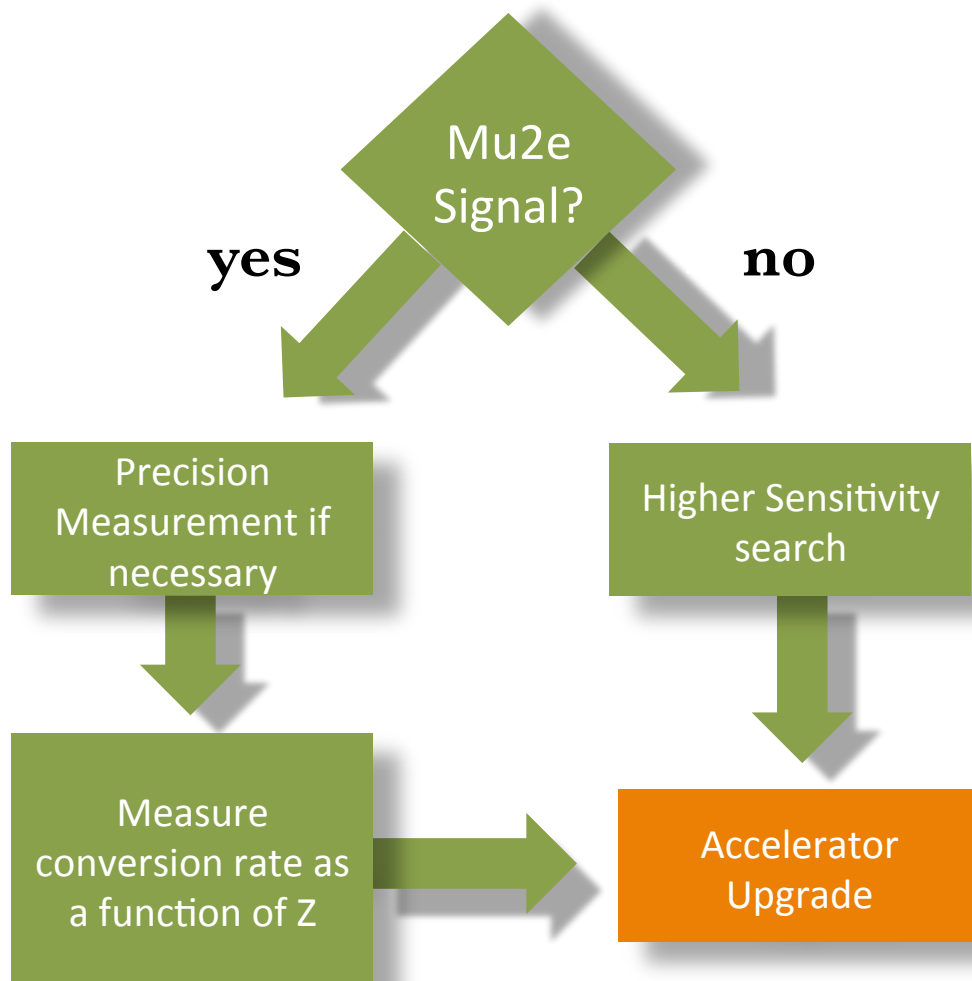 Mu2e
Signal?
yes
no
Precision
Measurement if
necessary
Higher Sensitivity
search
Measure
conversion rate as
a function of Z
Accelerator
Upgrade